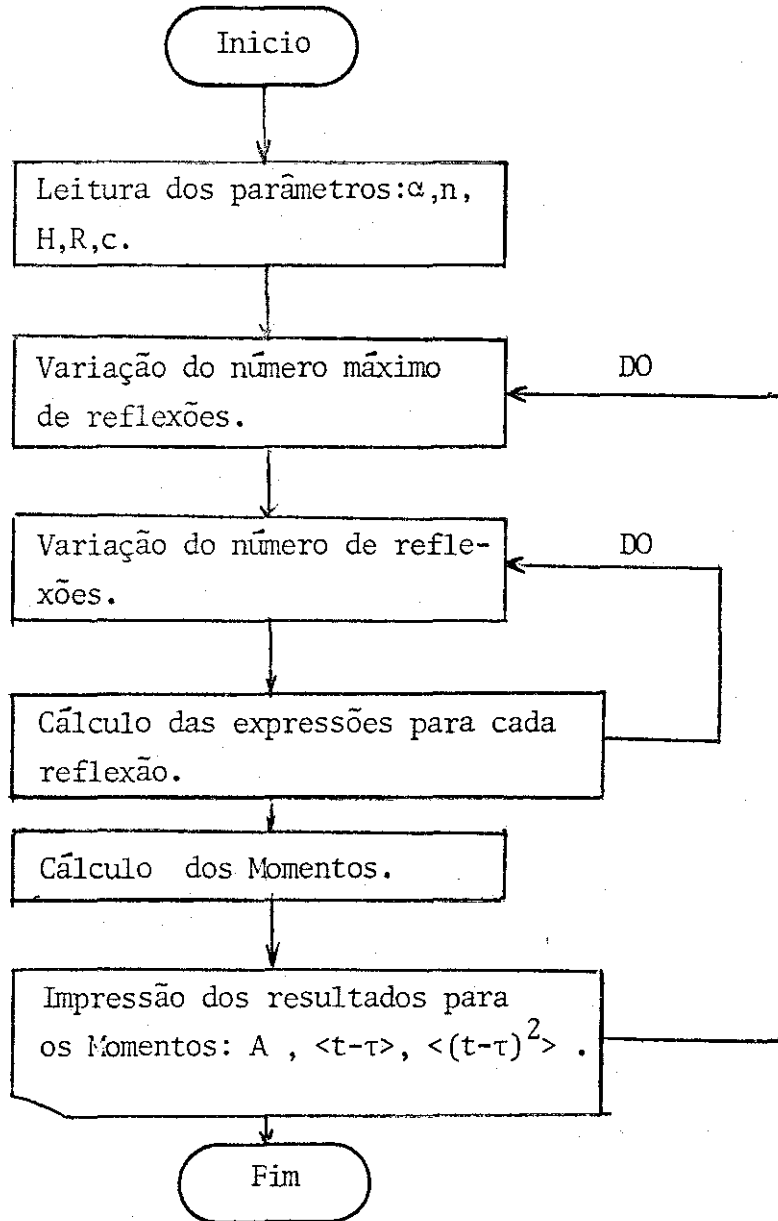 Inicio
Leitura dos parâmetros:α,n,
H,R,c.
Variação do número máximo
de reflexões.
DO
Variação do número de refle-
xões.
DO
Cálculo das expressões para cada
reflexão.
Cálculo dos Momentos.
Impressão dos resultados para
os Momentos: A , <t-τ>, <(t-τ)²> .
Fim